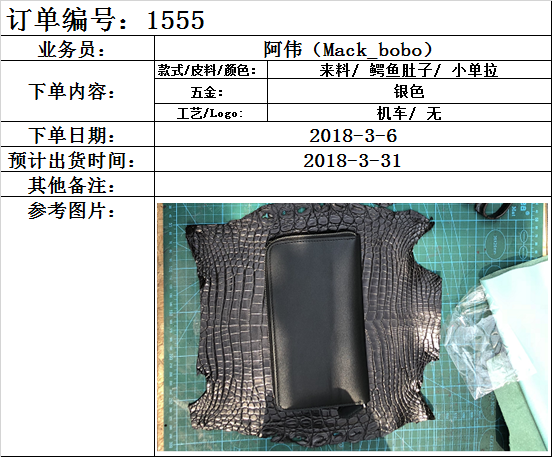 订单编号：1555
业务员：
阿伟（Mack_bobo）
下单内容：
款式/皮料/颜色：
来料/ 鳄鱼肚子/ 小单拉
五金：
银色
工艺/Logo:
机车/ 无
下单日期：
2018-3-6
预计出货时间：
2018-3-31
其他备注：
参考图片：